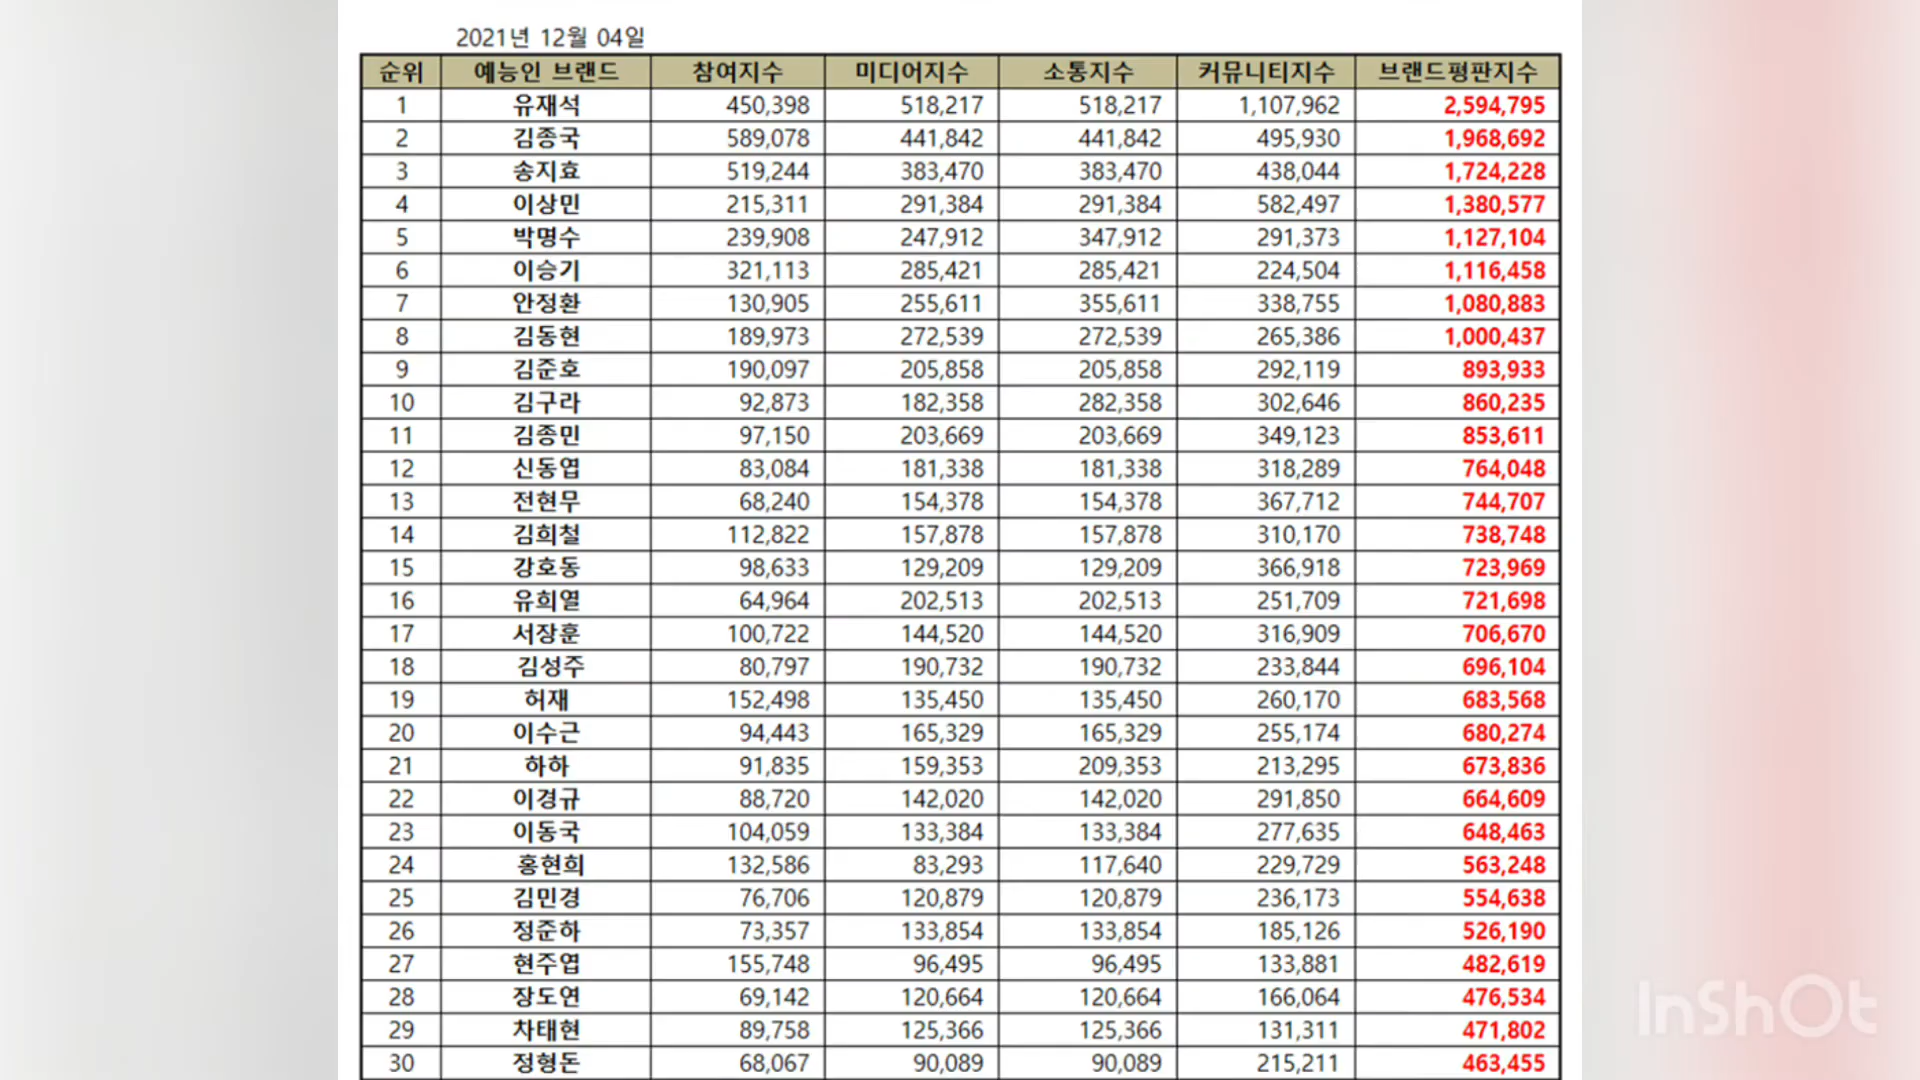 2021년 12월 04일
순위 예능인 브랜드 참여지수 미디어지수 소통지수 커뮤니티지수 브랜드평판지수
1 유재석 450,398 518,217 518,217 1,107,962 2,594,795
2 김종국 589,078 441,842 441,842 495,930 1,968,692
3 송지효 519,244 383,470 383,470 438,044 1,724,228
4 이상민 215,311 291,384 291,384 582,497 1,380,577
5 박명수 239,908 247,912 347,912 291,373 1,127,104
6 이승기 321,113 285,421 285,421 224,504 1,116,458
7 안정환 130,905 255,611 355,611 338,755 1,080,883
8 김동현 189,973 272,539 272,539 265,386 1,000,437
9 김준호 190,097 205,858 205,858 292,119 893,933
10 김구라 92,873 182,358 282,358 302,646 860,235
11 김종민 97,150 203,669 203,669 349,123 853,611
12 신동엽 83,084 181,338 181,338 318,289 764,048
13 전현무 68,240 154,378 154,378 367,712 744,707
14 김희철 112,822 157,878 157,878 310,170 738,748
15 강호동 98,633 129,209 129,209 366,918 723,969
16 유희열 64,964 202,513 202,513 251,709 721,698
17 서장훈 100,722 144,520 144,520 316,909 706,670
18 김성주 80,797 190,732 190,732 233,844 696,104
19 허재 152,498 135,450 135,450 260,170 683,568
20 이수근 94,443 165,329 165,329 255,174 680,274
21 하하 91,835 159,353 209,353 213,295 673,836
22 이경규 88,720 142,020 142,020 291,850 664,609
23 이동국 104,059 133,384 133,384 277,635 648,463
24 홍현희 132,586 83,293 117,640 229,729 563,248
25 김민경 76,706 120,879 120,879 236,173 554,638
26 정준하 73,357 133,854 133,854 185,126 526,190
27 현주엽 155,748 96,495 96,495 133,881 482,619
28 장도연 69,142 120,664 120,664 166,064 476,534
29 차태현 89,758 125,366 125,366 131,311 471,802
30 정형돈 68,067 90,089 90,089 215,211 463,455
InShOt